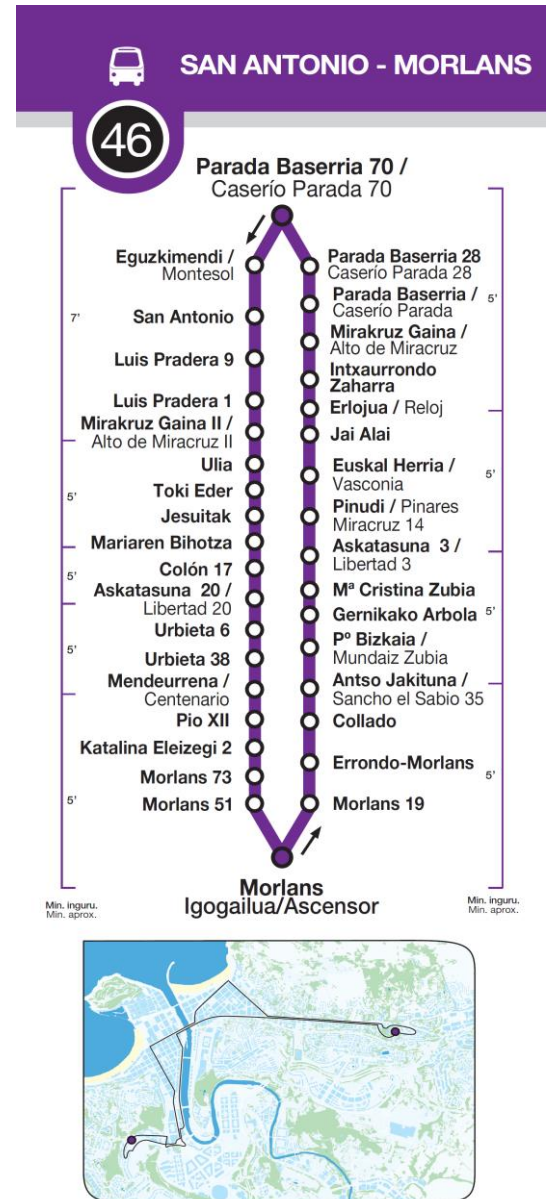 SAN ANTONIO - MORLANS
46
Parada Baserria 70 /
Caserío Parada 70
Eguzkimendi /
Montesol
San Antonio
Luis Pradera 9
Luis Pradera 1
Mirakruz Gaina II /
Alto de Miracruz II
Ulia
Toki Eder
Jesuitak
Mariaren Bihotza
Colón 17
Askatasuna 20 /
Libertad 20
Urbieta 6
Urbieta 38
Mendeurrena /
Centenario
Pio XII
Katalina Eleizegi 2
Morlans 73
Morlans 51
7'
5'
5'
5'
5'
Min. inguru.
Min. aprox.
Parada Baserria 28
Caserío Parada 28
Parada Baserria /
Caserío Parada
Mirakruz Gaina /
Alto de Miracruz
Intxaurrondo
Zaharra
Erlojua / Reloj
Jai Alai
Euskal Herria /
Vasconia
Pinudi / Pinares
Miracruz 14
Askatasuna 3 /
Libertad 3
Mª Cristina Zubia
Gernikako Arbola
Pº Bizkaia /
Mundaiz Zubia
Antso Jakituna /
Sancho el Sabio 35
Collado
Errondo-Morlans
Morlans 19
5'
5'
5'
5'
Min. inguru.
Min. aprox.
Morlans
Igogailua/Ascensor